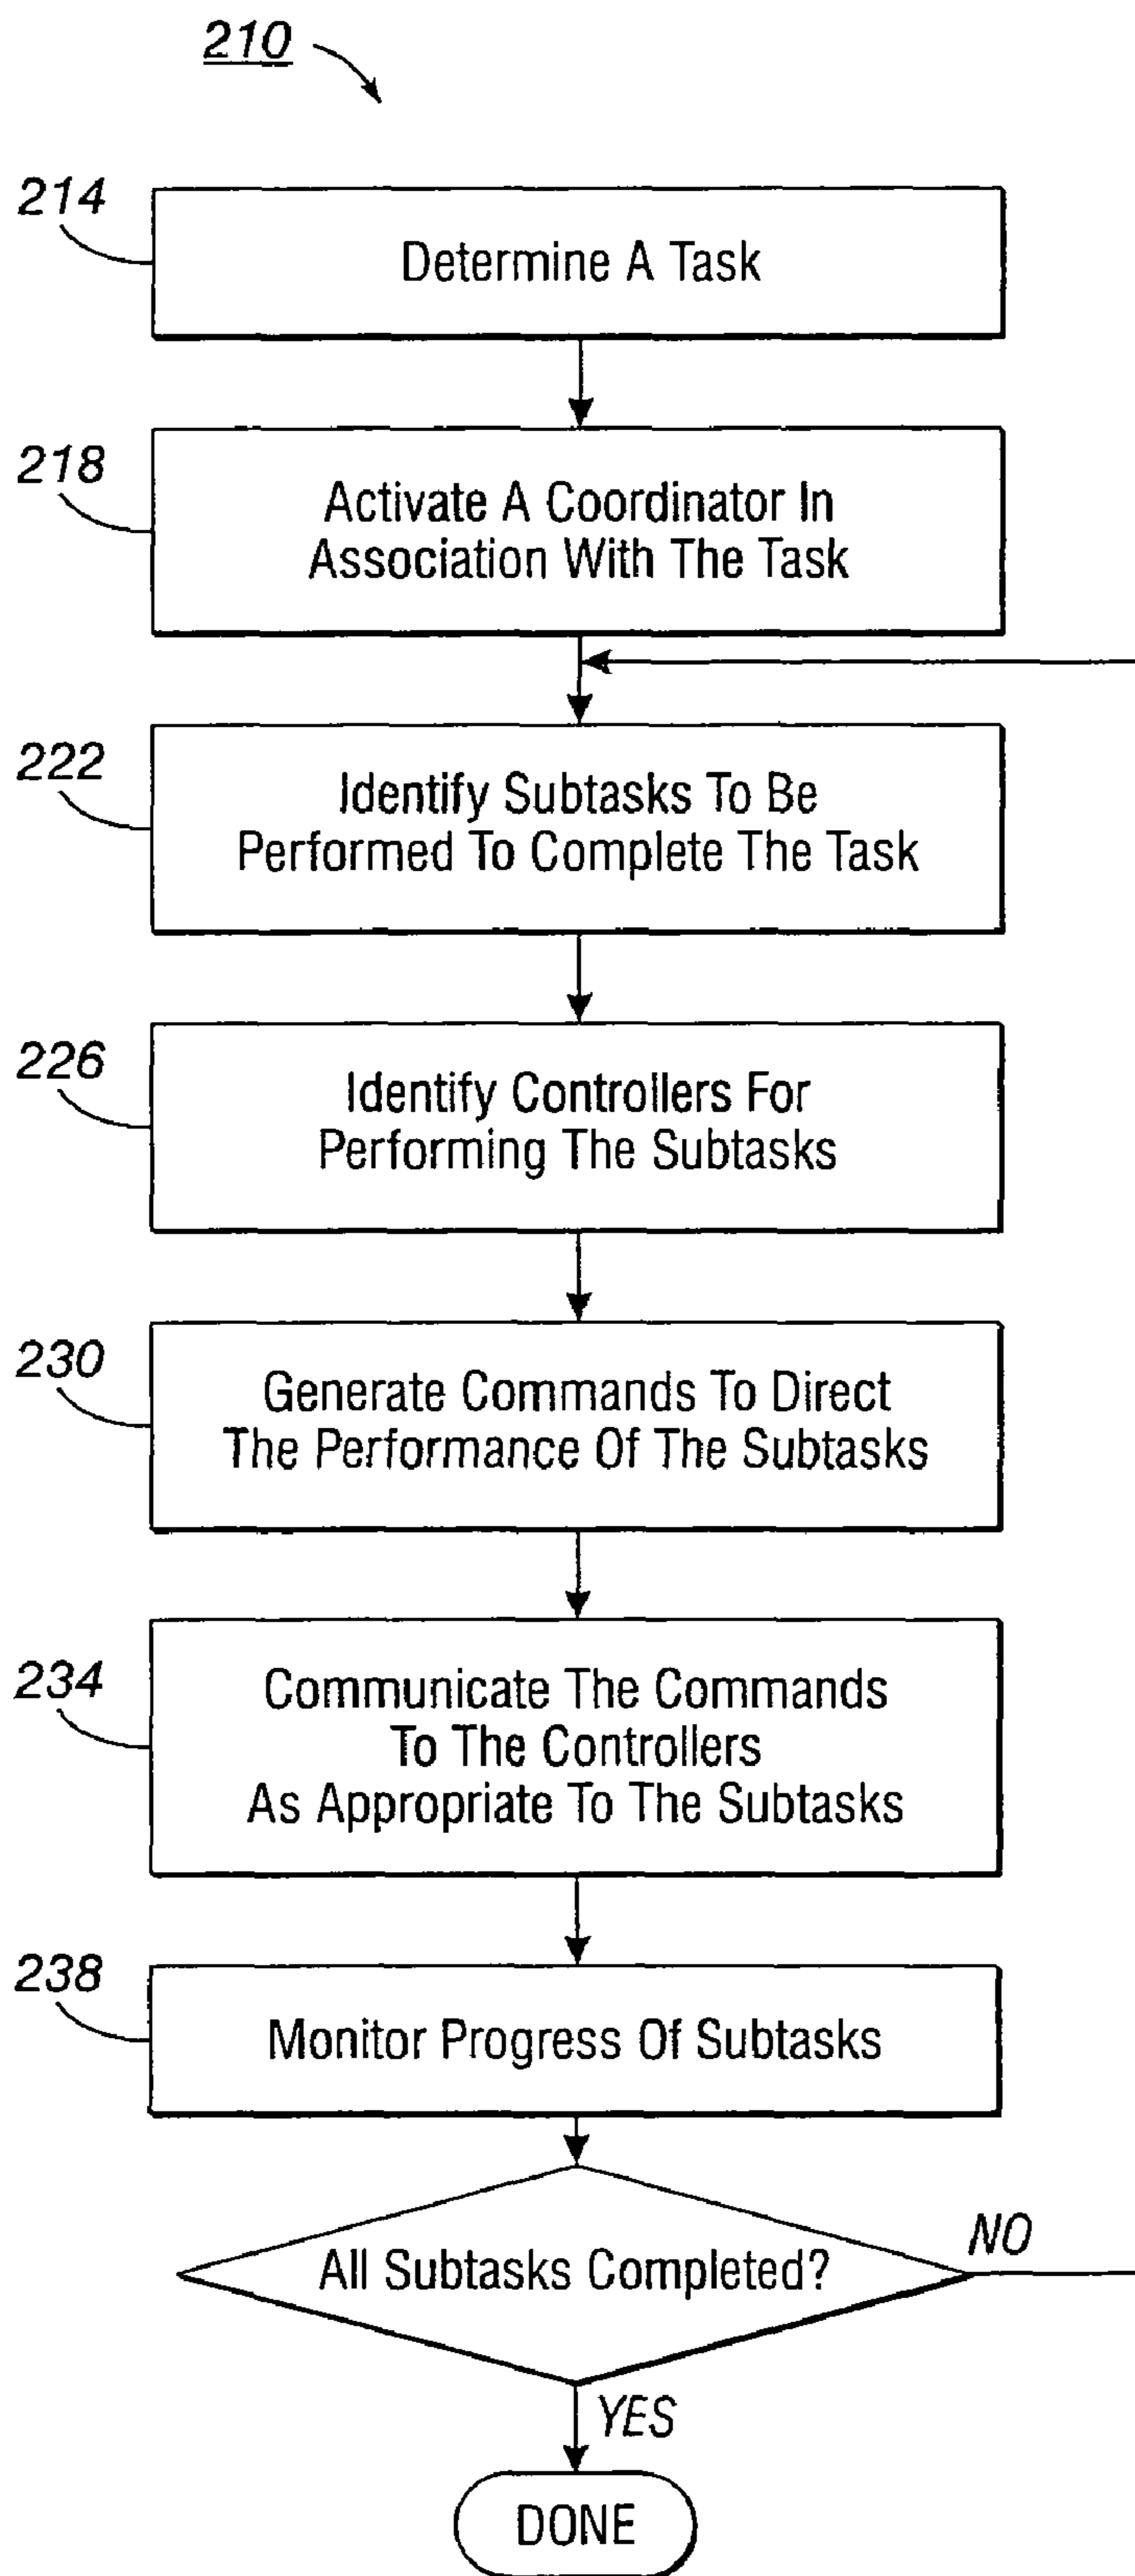 210
214
Determine A Task
218
Activate A Coordinator In
Association With The Task
222
Identify Subtasks To Be
Performed To Complete The Task
226
Identify Controllers For
Performing The Subtasks
230
Generate Commands To Direct
The Performance Of The Subtasks
234
Communicate The Commands
To The Controllers
As Appropriate To The Subtasks
238
Monitor Progress Of Subtasks
All Subtasks Completed?
NO
YES
DONE